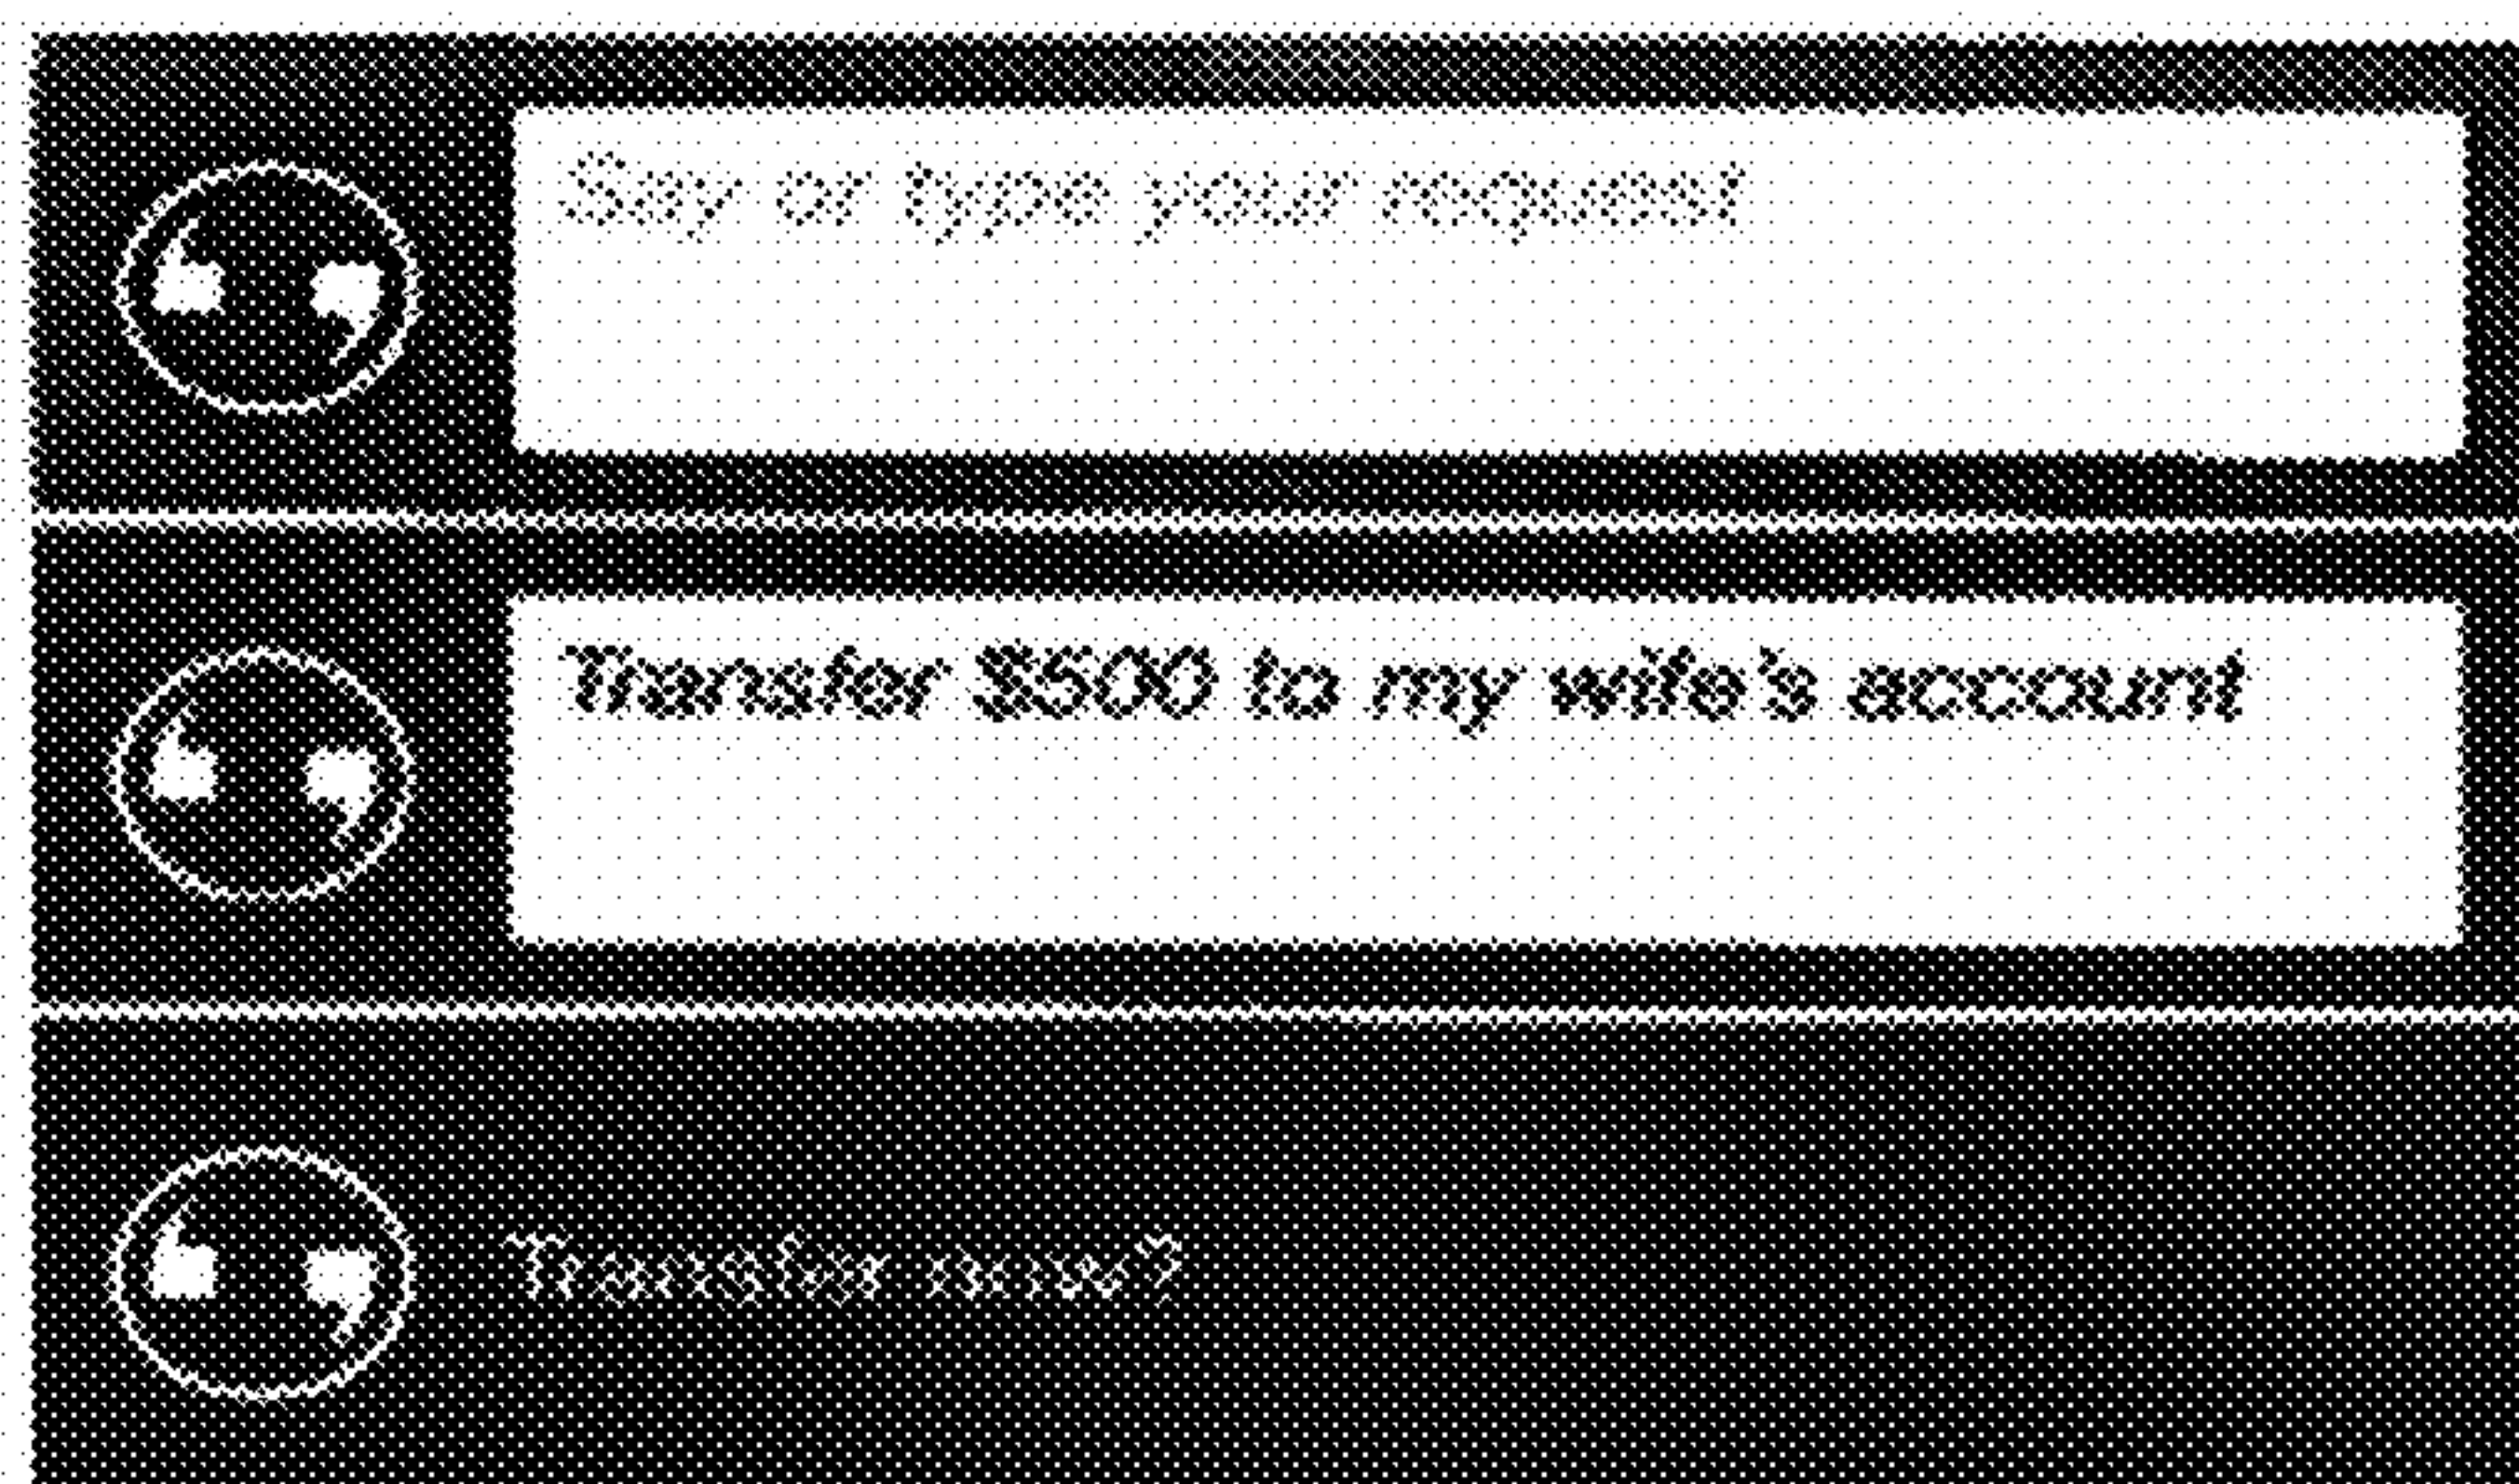 Say or type your request
Transfer $500 to my wife's account
Transfer now?